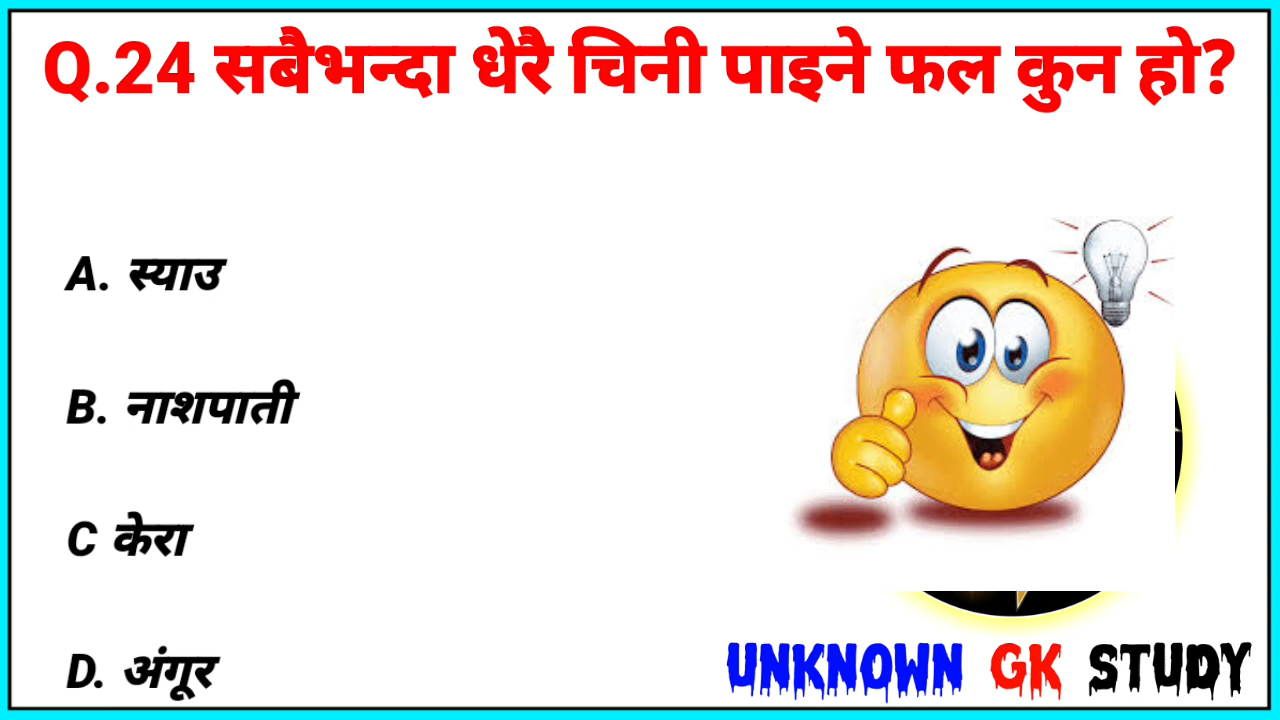 Q.24 सबैभन्दा धेरै चिनी पाइने फल कुन हो?
A. स्याउ
B. नाशपाती
C केरा
D. अंगूर
UNKNOWN GK STUDY